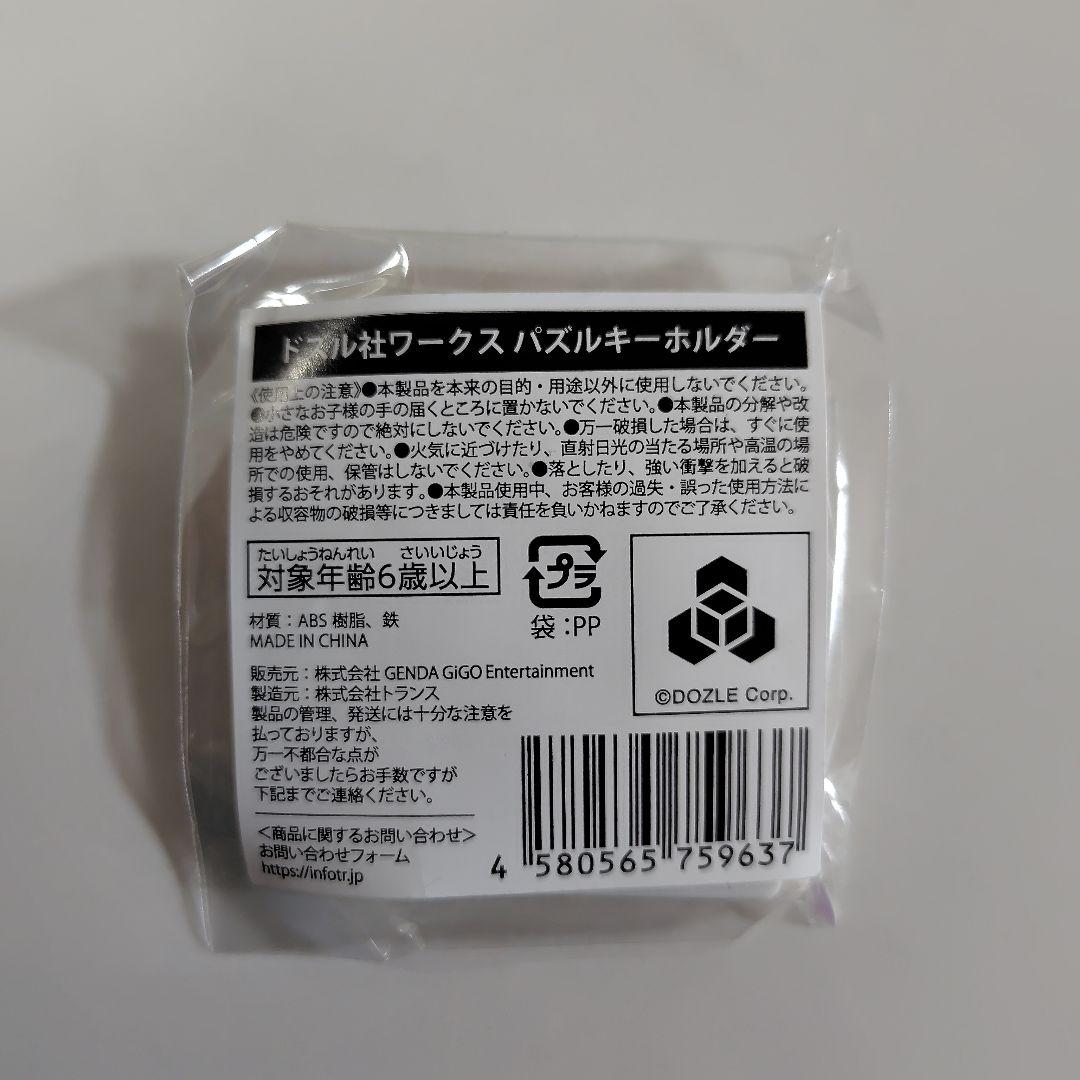 ドズル社ワークス パズルキーホルダー
《使用上の注意》●本製品を本来の目的・用途以外に使用しないでください。
●小さなお子様の手の届くところに置かないでください。●本製品の分解や改
造は危険ですので絶対にしないでください。●万一破損した場合は、すぐに使
用をやめてください。●火気に近づけたり、直射日光の当たる場所や高温の場
所での使用、保管はしないでください。●落としたり、強い衝撃を加えると破
損するおそれがあります。●本製品使用中、お客様の過失・誤った使用方法に
よる収容物の破損等につきましては責任を負いかねますのでご了承ください。
たいしょうねんれい さいいじょう
対象年齢6歳以上
プラ
袋:PP
材質：ABS 樹脂、鉄
MADE IN CHINA
©DOZLE Corp.
販売元：株式会社 GENDA GiGO Entertainment
製造元：株式会社トランス
製品の管理、発送には十分な注意を
払っておりますが、
万一不都合な点が
ございましたらお手数ですが
下記までご連絡ください。
＜商品に関するお問い合わせ＞
お問い合わせフォーム
https://infotr.jp
4 580565 759637